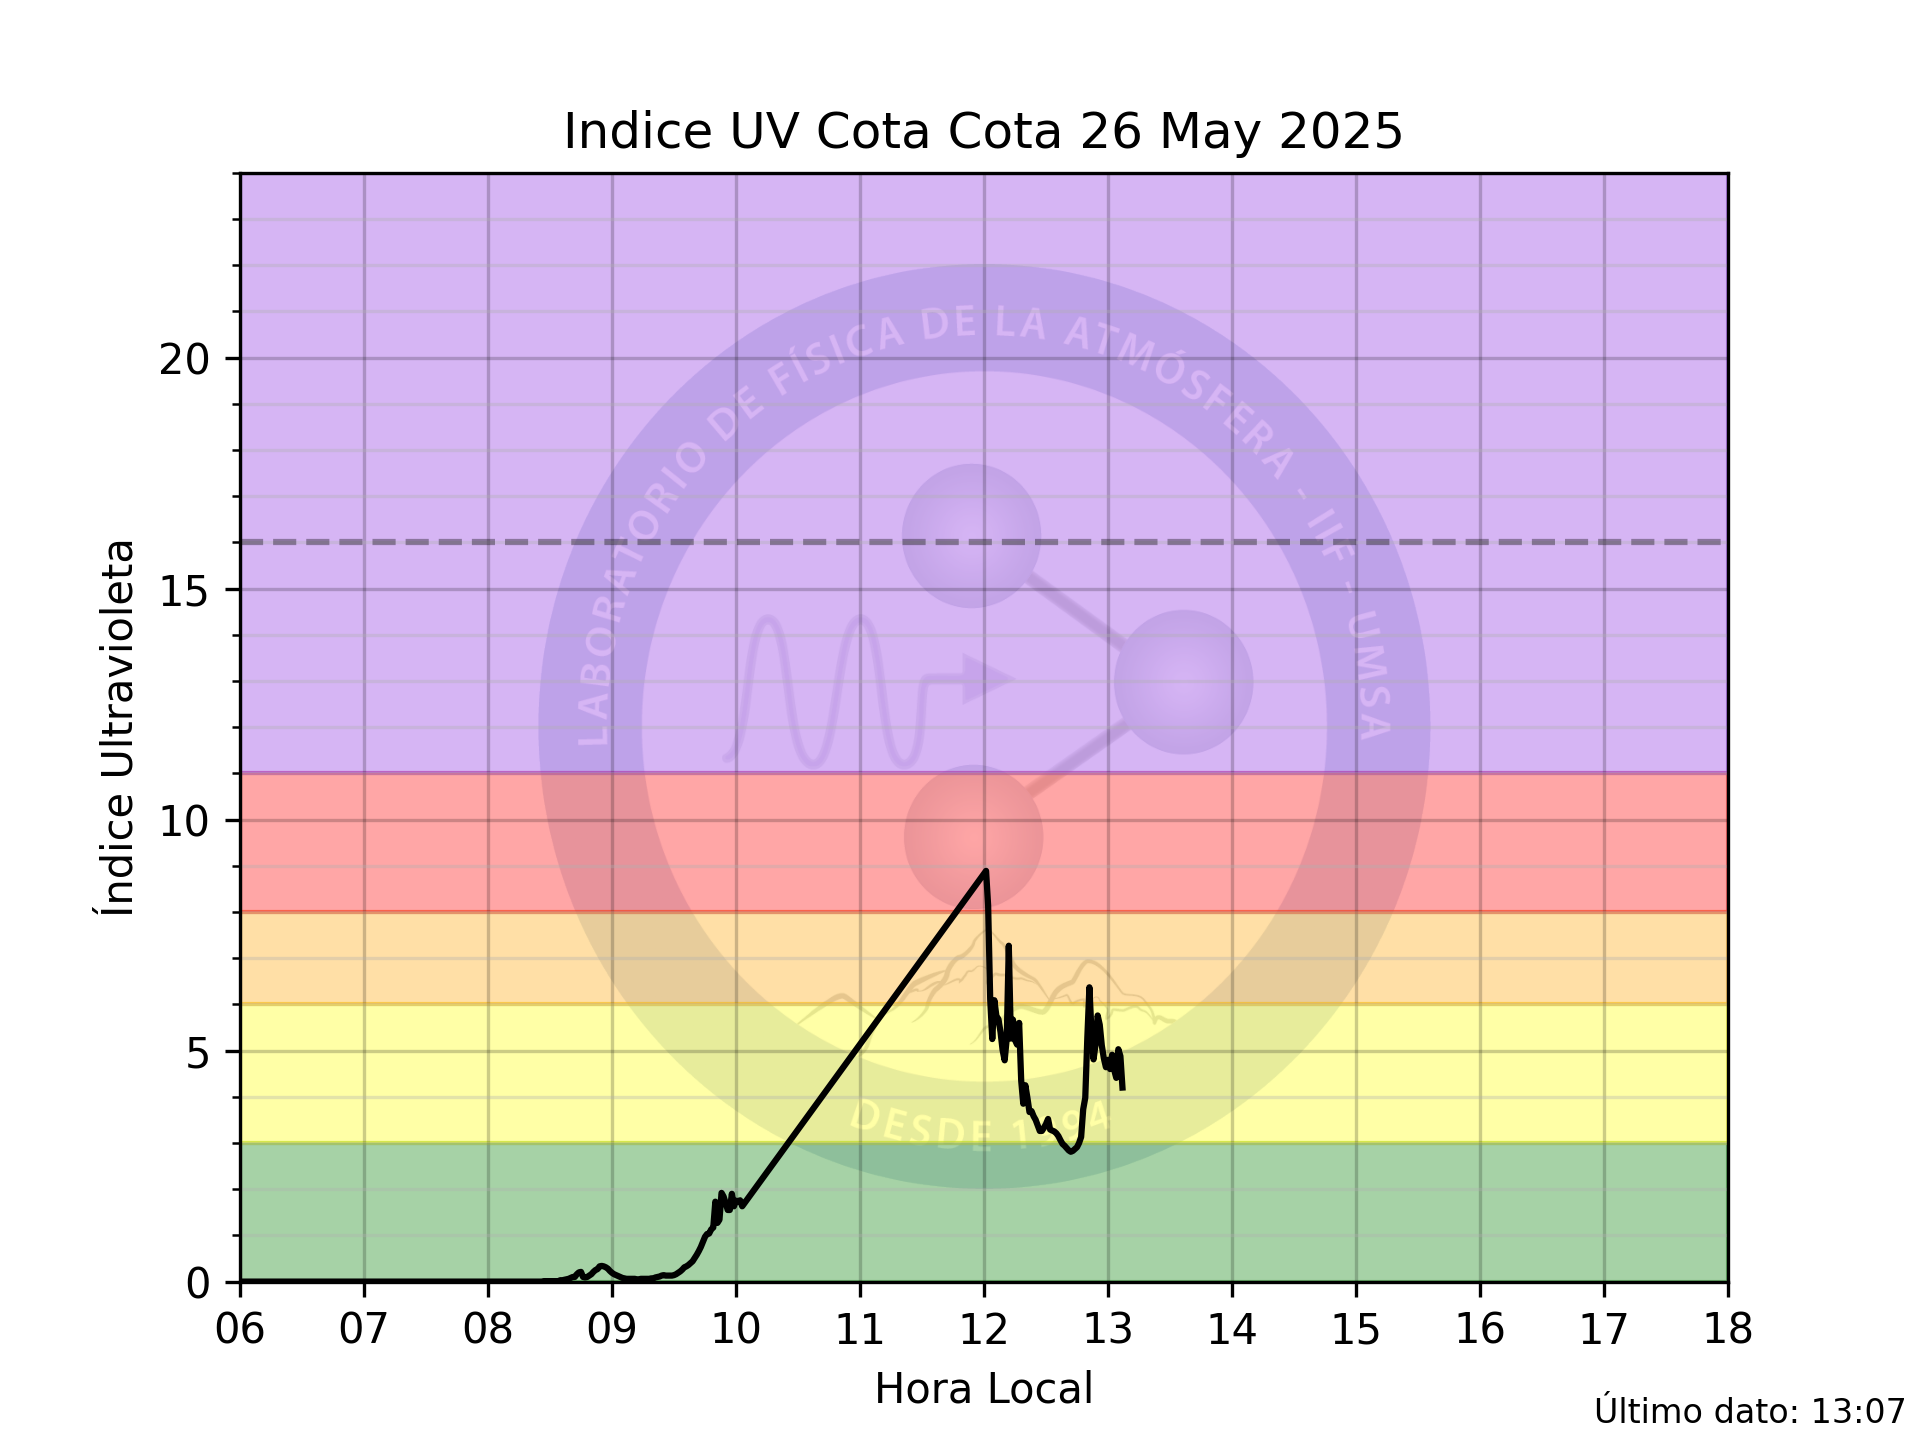 Indice UV Cota Cota 26 May 2025
LABORATORIO DE FÍSICA DE LA ATMÓSFERA - IIF - UMSA
DESDE 1994
Índice Ultravioleta
20
15
10
5
0
06 07 08 09 10 11 12 13 14 15 16 17 18
Hora Local
Último dato: 13:07